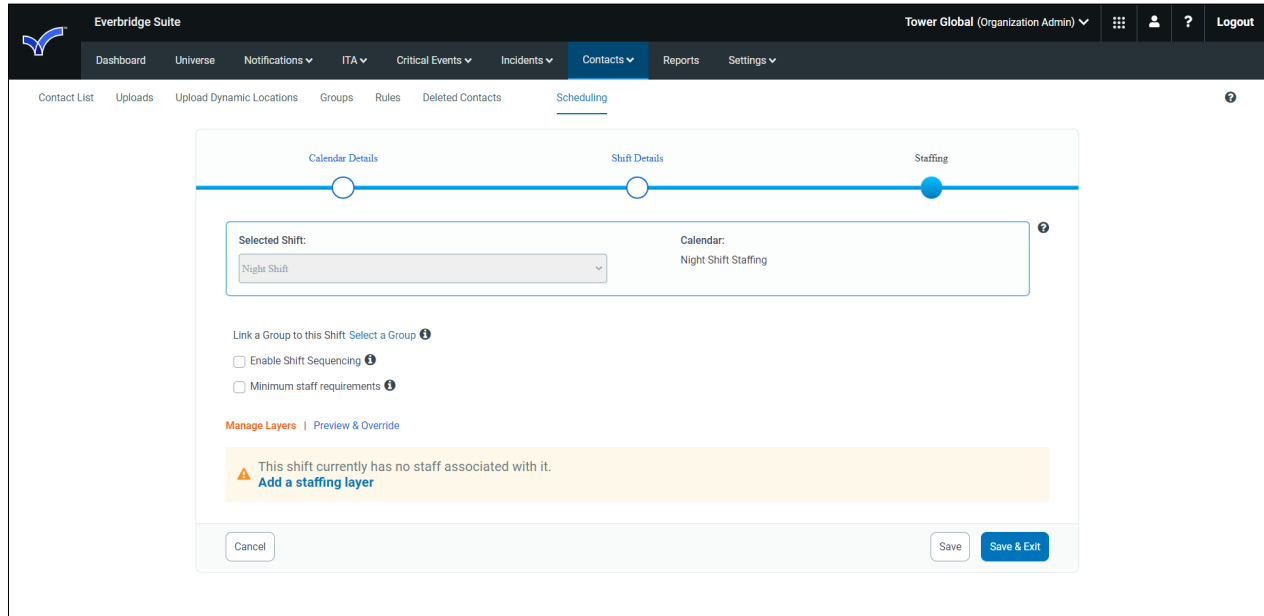 Everbridge Suite
Tower Global (Organization Admin)
?
Logout
Dashboard
Universe
Notifications
ITA
Critical Events
Incidents
Contacts
Reports
Settings
Contact List
Uploads
Upload Dynamic Locations
Groups
Rules
Deleted Contacts
Scheduling
?
Calendar Details
Shift Details
Staffing
?
Selected Shift:
Calendar:
Night Shift
Night Shift Staffing
Link a Group to this Shift Select a Group i
Enable Shift Sequencing i
Minimum staff requirements i
Manage Layers | Preview & Override
This shift currently has no staff associated with it.
Add a staffing layer
Cancel
Save
Save & Exit